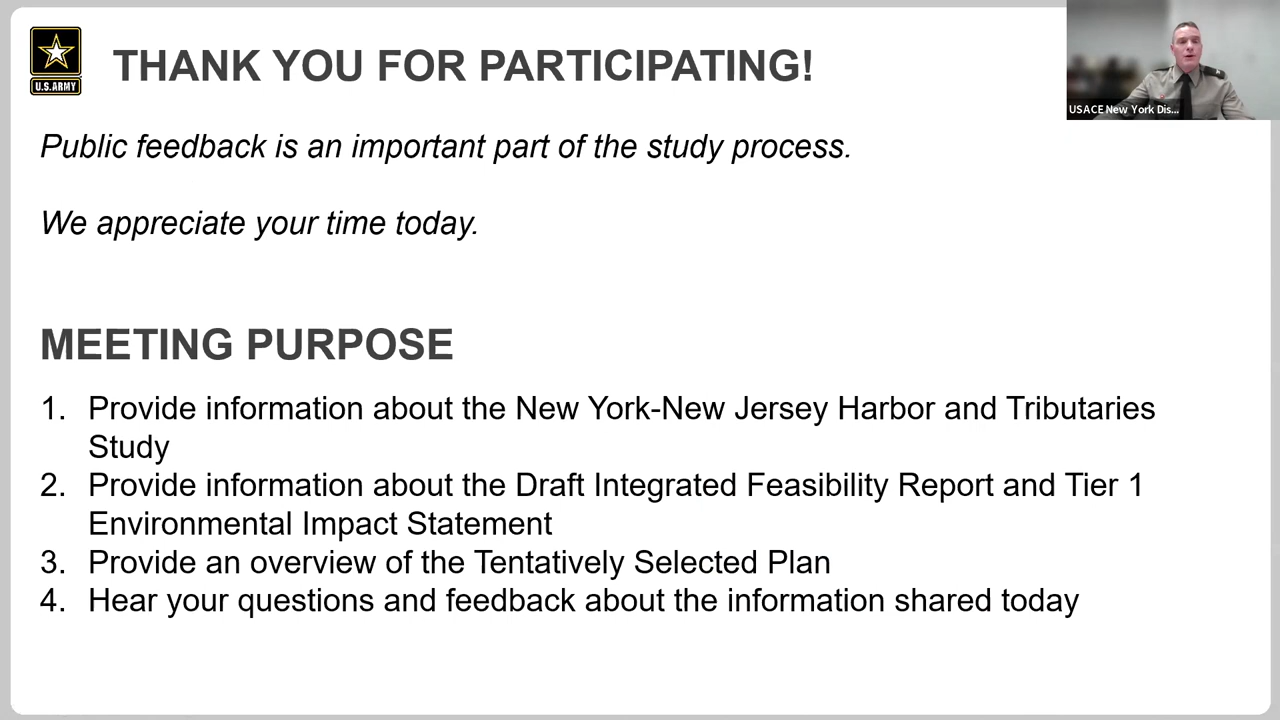 THANK YOU FOR PARTICIPATING!
U.S.ARMY
USACE New York Dis...
Public feedback is an important part of the study process.
We appreciate your time today.
MEETING PURPOSE
1. Provide information about the New York-New Jersey Harbor and Tributaries
Study
2. Provide information about the Draft Integrated Feasibility Report and Tier 1
Environmental Impact Statement
3. Provide an overview of the Tentatively Selected Plan
4. Hear your questions and feedback about the information shared today